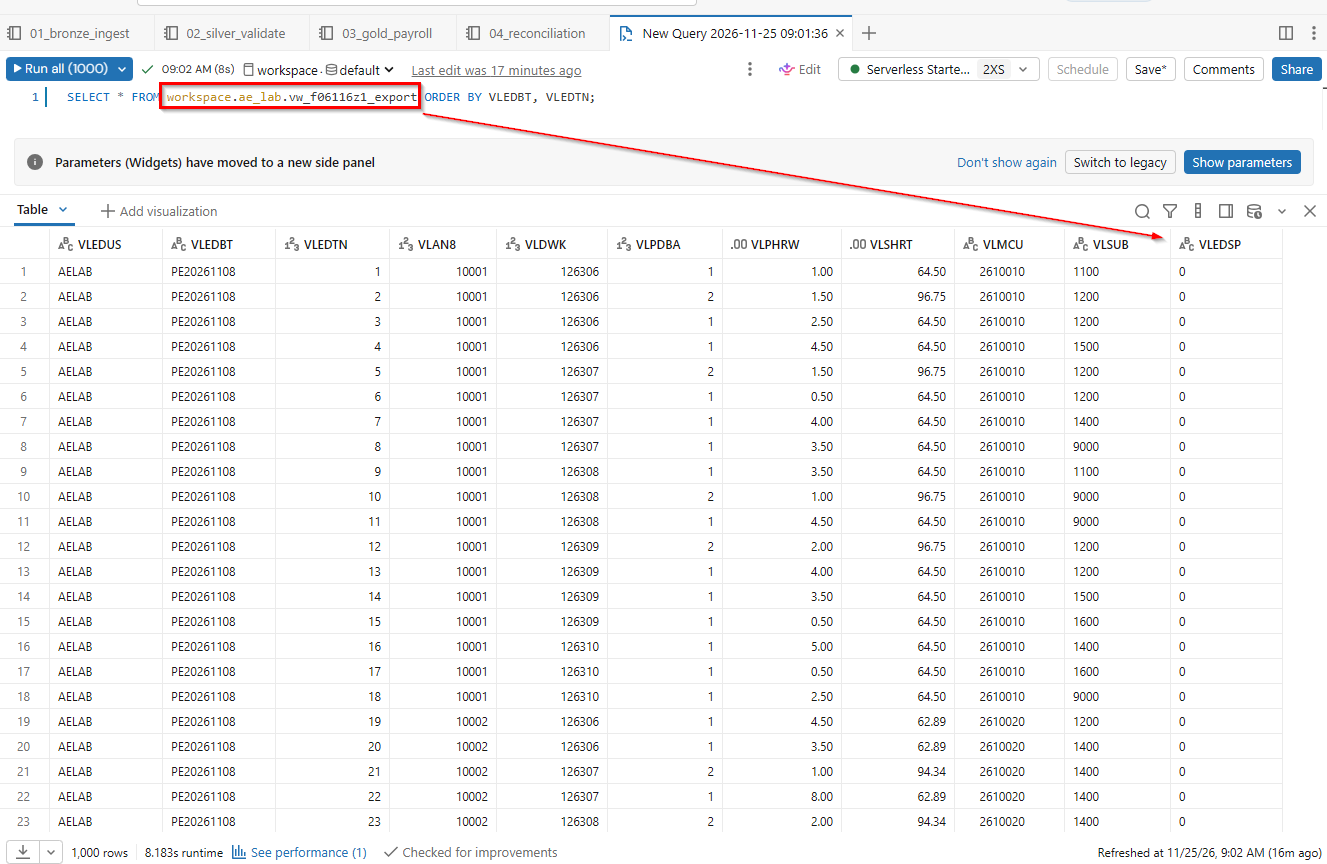 01_bronze_ingest 02_silver_validate 03_gold_payroll 04_reconciliation New Query 2026-11-25 09:01:36
Run all (1000) 09:02 AM (8s) workspace . default Last edit was 17 minutes ago Edit Serverless Starte... 2XS Schedule Save* Comments Share
1 SELECT * FROM workspace.ae_lab.vw_f06116z1_export ORDER BY VLEDBT, VLEDTN;
Parameters (Widgets) have moved to a new side panel Don't show again Switch to legacy Show parameters
Table Add visualization
VLEDUS VLEDBT VLEDTN VLAN8 VLDWK VLPDBA VLPHRW VLSHRT VLMCU VLSUB VLEDSP
1 AELAB PE20261108 1 10001 126306 1 1.00 64.50 2610010 1100 0
2 AELAB PE20261108 2 10001 126306 2 1.50 96.75 2610010 1200 0
3 AELAB PE20261108 3 10001 126306 1 2.50 64.50 2610010 1200 0
4 AELAB PE20261108 4 10001 126306 1 4.50 64.50 2610010 1500 0
5 AELAB PE20261108 5 10001 126306 2 1.50 96.75 2610010 1200 0
6 AELAB PE20261108 6 10001 126307 1 0.50 64.50 2610010 1200 0
7 AELAB PE20261108 7 10001 126307 1 4.00 64.50 2610010 1400 0
8 AELAB PE20261108 8 10001 126307 1 3.50 64.50 2610010 9000 0
9 AELAB PE20261108 9 10001 126308 1 3.50 64.50 2610010 1100 0
10 AELAB PE20261108 10 10001 126308 2 1.00 96.75 2610010 9000 0
11 AELAB PE20261108 11 10001 126308 1 4.50 64.50 2610010 9000 0
12 AELAB PE20261108 12 10001 126309 2 2.00 96.75 2610010 1200 0
13 AELAB PE20261108 13 10001 126309 1 4.00 64.50 2610010 1200 0
14 AELAB PE20261108 14 10001 126309 1 3.50 64.50 2610010 1500 0
15 AELAB PE20261108 15 10001 126309 1 0.50 64.50 2610010 1600 0
16 AELAB PE20261108 16 10001 126310 1 5.00 64.50 2610010 1400 0
17 AELAB PE20261108 17 10001 126310 1 0.50 64.50 2610010 1600 0
18 AELAB PE20261108 18 10001 126310 1 2.50 64.50 2610010 9000 0
19 AELAB PE20261108 19 10002 126306 1 4.50 62.89 2610020 1200 0
20 AELAB PE20261108 20 10002 126306 1 3.50 62.89 2610020 1400 0
21 AELAB PE20261108 21 10002 126307 2 1.00 94.34 2610020 1400 0
22 AELAB PE20261108 22 10002 126307 1 8.00 62.89 2610020 1400 0
23 AELAB PE20261108 23 10002 126308 2 2.00 94.34 2610020 1400 0
1,000 rows 8.183s runtime See performance (1) Checked for improvements Refreshed at 11/25/26, 9:02 AM (16m ago)